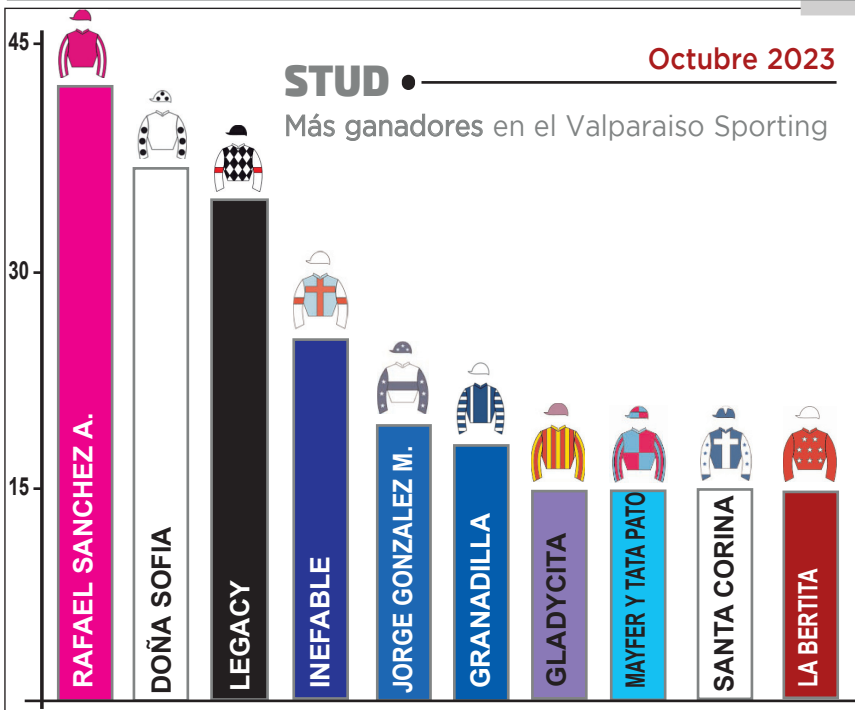 45
30
15
STUD
Octubre 2023
Más ganadores en el Valparaiso Sporting
RAFAEL SANCHEZ A.
DOÑA SOFIA
LEGACY
INEFABLE
JORGE GONZALEZ M.
GRANADILLA
GLADYCITA
MAYFER Y TATA PATO
SANTA CORINA
LA BERTITA